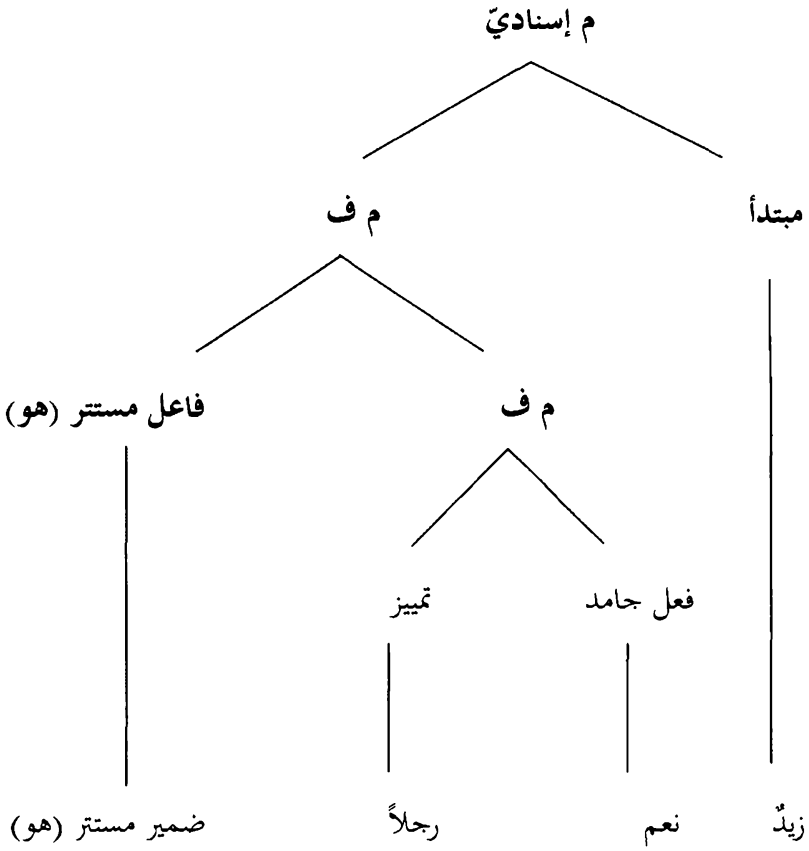 م إسناديّ
مبتدأ م ف
م ف فاعل مستتر (هو)
فعل جامد تمييز
زيدٌ نعم رجلاً ضمير مستتر (هو)